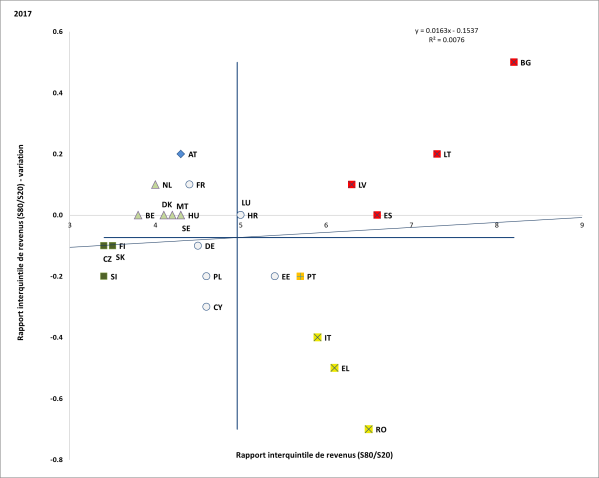 2017
y = 0.0163x - 0.1537
R² = 0.0076
0.6
BG
0.4
0.2
AT
LT
NL
FR
LV
LU
DK
MT
0.0
BE
HU
HR
ES
SE
3
4
5
6
7
8
9
FI
DE
-0.2
CZ
SK
SI
PL
EE
PT
CY
-0.4
IT
EL
-0.6
RO
-0.8
Rapport interquintile de revenus (S80/S20) - variation
Rapport interquintile de revenus (S80/S20)